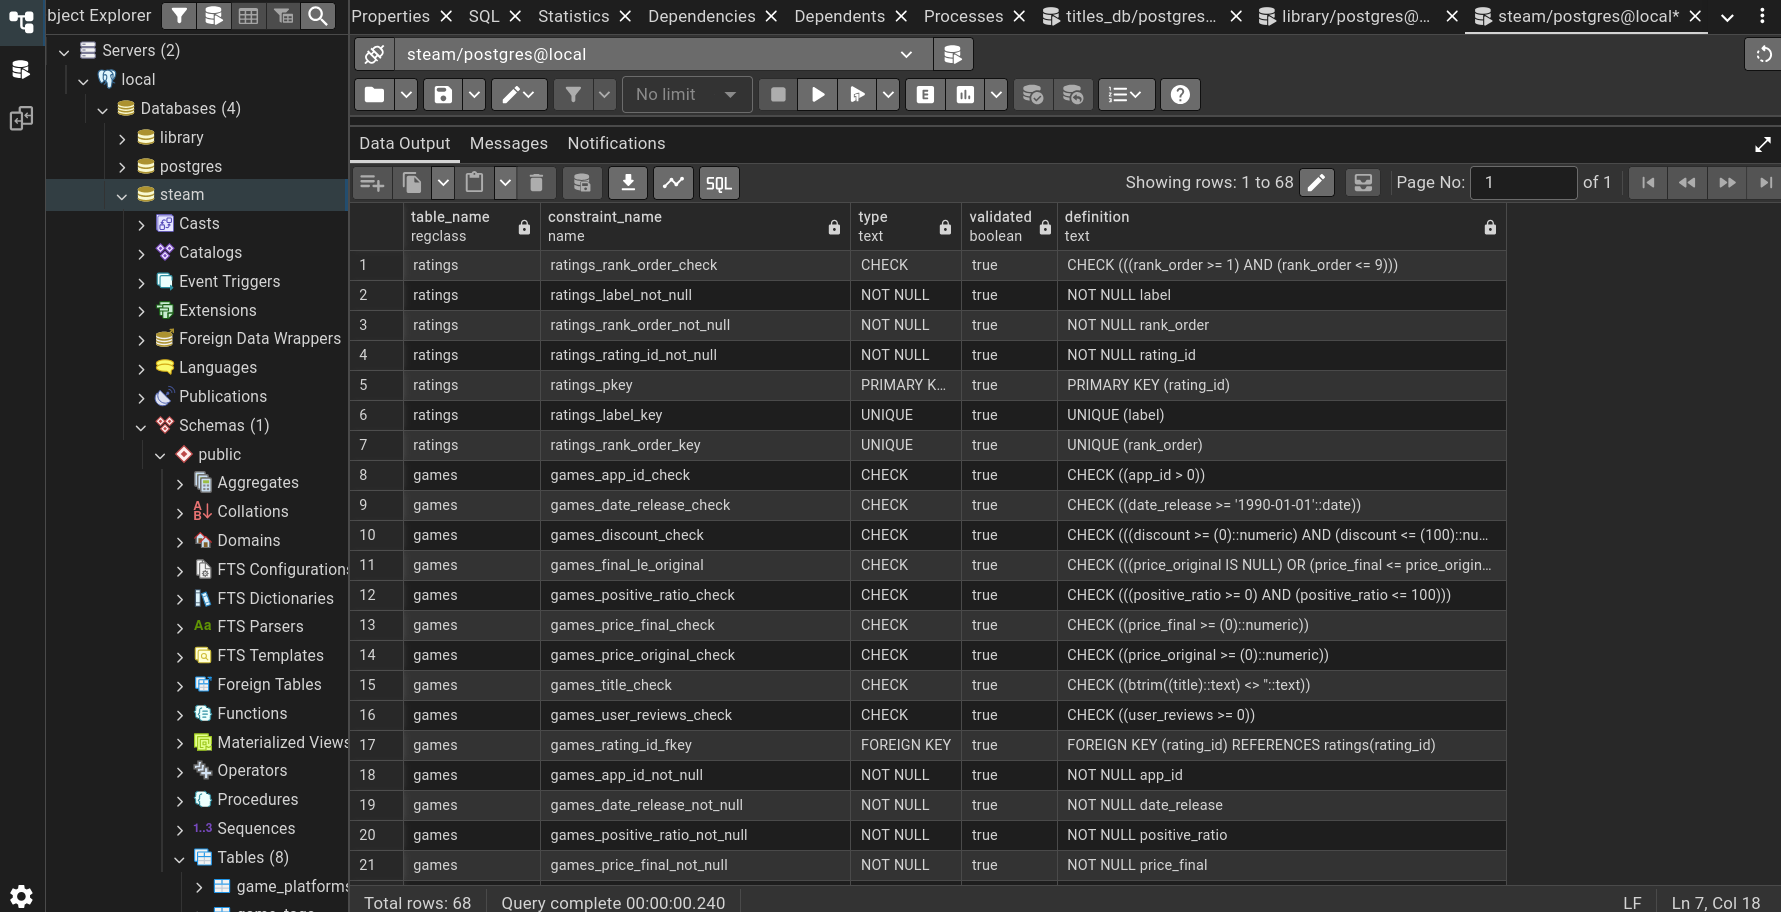 bject Explorer
Properties
SQL
Statistics
Dependencies
Dependents
Processes
titles_db/postgres...
library/postgres@...
steam/postgres@local*
Servers (2)
local
Databases (4)
library
postgres
steam
Casts
Catalogs
Event Triggers
Extensions
Foreign Data Wrappers
Languages
Publications
Schemas (1)
public
Aggregates
Collations
Domains
FTS Configuration
FTS Dictionaries
FTS Parsers
FTS Templates
Foreign Tables
Functions
Materialized Views
Operators
Procedures
1..3 Sequences
Tables (8)
game_platforms
steam/postgres@local
No limit
E
Data Output
Messages
Notifications
SQL
Showing rows: 1 to 68
Page No:
1
of 1
table_name regclass
constraint_name name
type text
validated boolean
definition text
1 ratings ratings_rank_order_check CHECK true CHECK (((rank_order >= 1) AND (rank_order <= 9)))
2 ratings ratings_label_not_null NOT NULL true NOT NULL label
3 ratings ratings_rank_order_not_null NOT NULL true NOT NULL rank_order
4 ratings ratings_rating_id_not_null NOT NULL true NOT NULL rating_id
5 ratings ratings_pkey PRIMARY K... true PRIMARY KEY (rating_id)
6 ratings ratings_label_key UNIQUE true UNIQUE (label)
7 ratings ratings_rank_order_key UNIQUE true UNIQUE (rank_order)
8 games games_app_id_check CHECK true CHECK ((app_id > 0))
9 games games_date_release_check CHECK true CHECK ((date_release >= '1990-01-01'::date))
10 games games_discount_check CHECK true CHECK (((discount >= (0)::numeric) AND (discount <= (100)::nu...
11 games games_final_le_original CHECK true CHECK (((price_original IS NULL) OR (price_final <= price_origin...
12 games games_positive_ratio_check CHECK true CHECK (((positive_ratio >= 0) AND (positive_ratio <= 100)))
13 games games_price_final_check CHECK true CHECK ((price_final >= (0)::numeric))
14 games games_price_original_check CHECK true CHECK ((price_original >= (0)::numeric))
15 games games_title_check CHECK true CHECK ((btrim((title)::text) <> ''::text))
16 games games_user_reviews_check CHECK true CHECK ((user_reviews >= 0))
17 games games_rating_id_fkey FOREIGN KEY true FOREIGN KEY (rating_id) REFERENCES ratings(rating_id)
18 games games_app_id_not_null NOT NULL true NOT NULL app_id
19 games games_date_release_not_null NOT NULL true NOT NULL date_release
20 games games_positive_ratio_not_null NOT NULL true NOT NULL positive_ratio
21 games games_price_final_not_null NOT NULL true NOT NULL price_final
Total rows: 68
Query complete 00:00:00.240
LF
Ln 7, Col 18